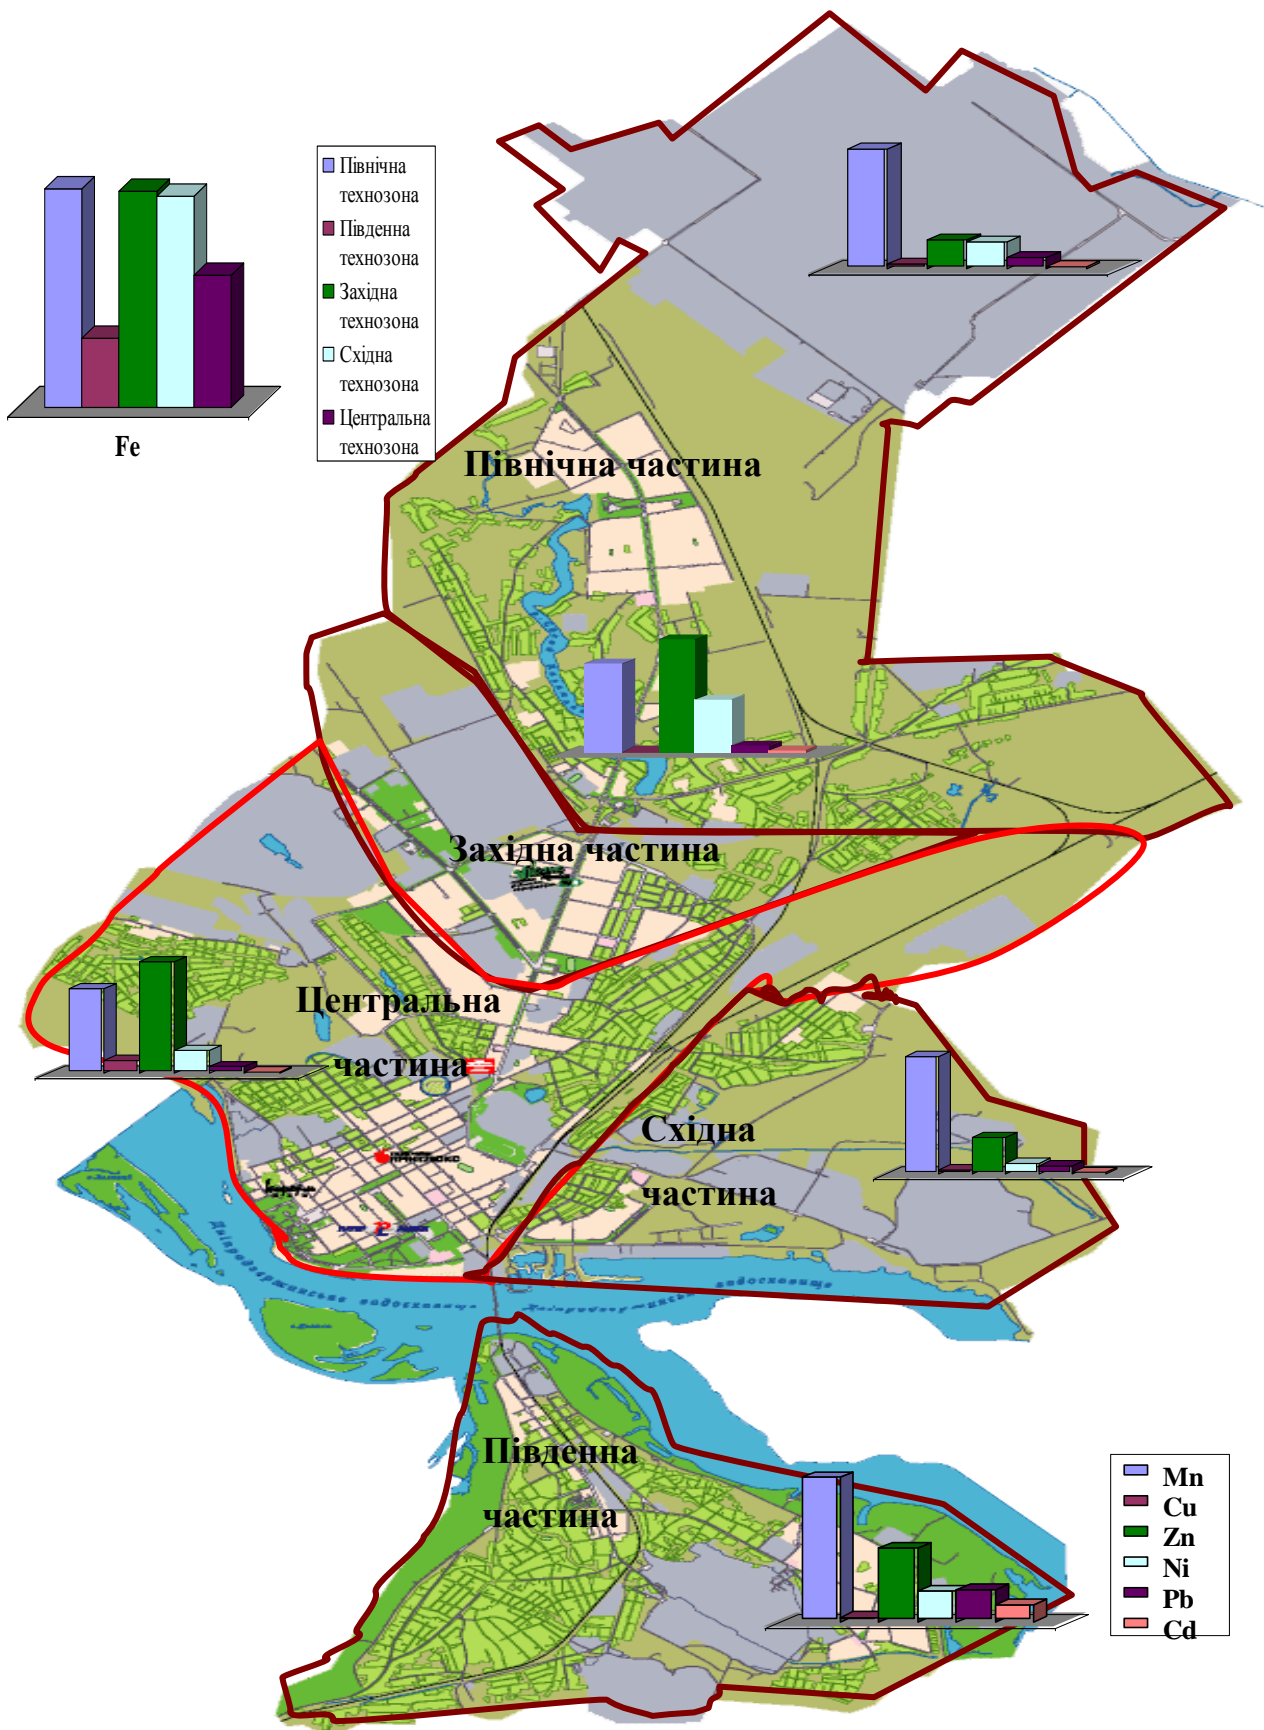 Північна
технозона
Південна
технозона
Західна
технозона
Східна
технозона
Центральна
технозона
Fe
Північна частина
Західна частина
Центральна
частина
Східна
частина
Південна
частина
Mn
Cu
Zn
Ni
Pb
Cd